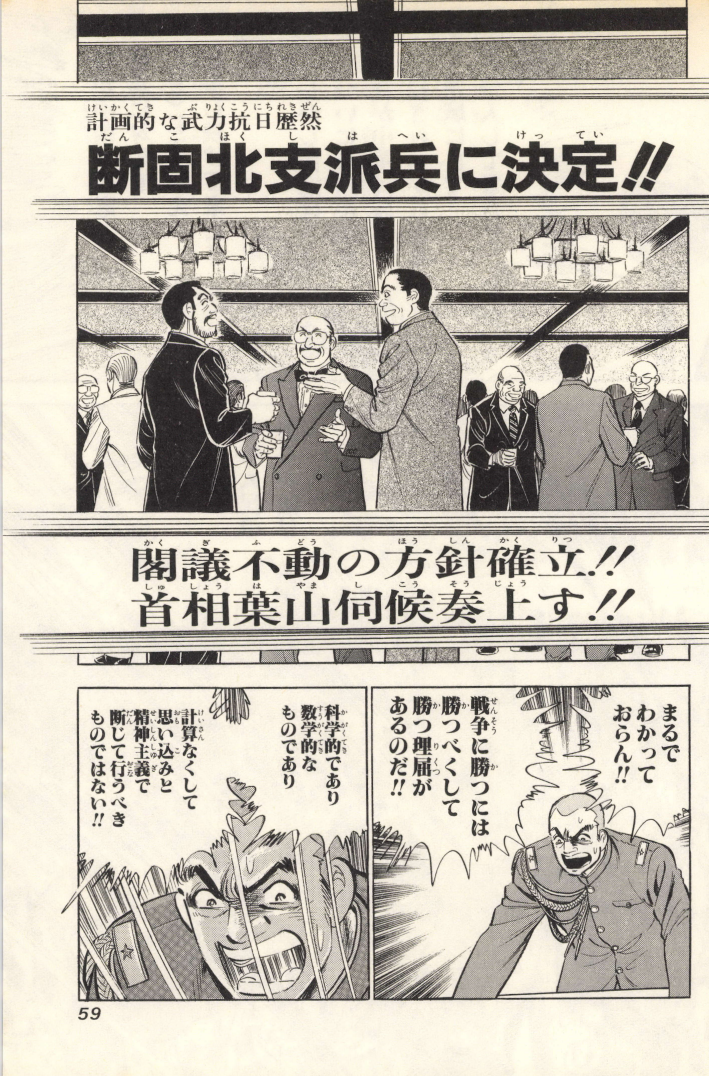 計画的な武力抗日歴然
断固北支派兵に決定!!
閣議不動の方針確立!!
首相葉山伺候奏上す!!
まるで
わかって
おらん!!
戦争に勝つには
勝つべくして
勝つ理屈が
あるのだ!!
科学的であり
数学的な
ものであり
計算なくして
思い込みと
精神主義で
断じて行うべき
ものではない!!
59